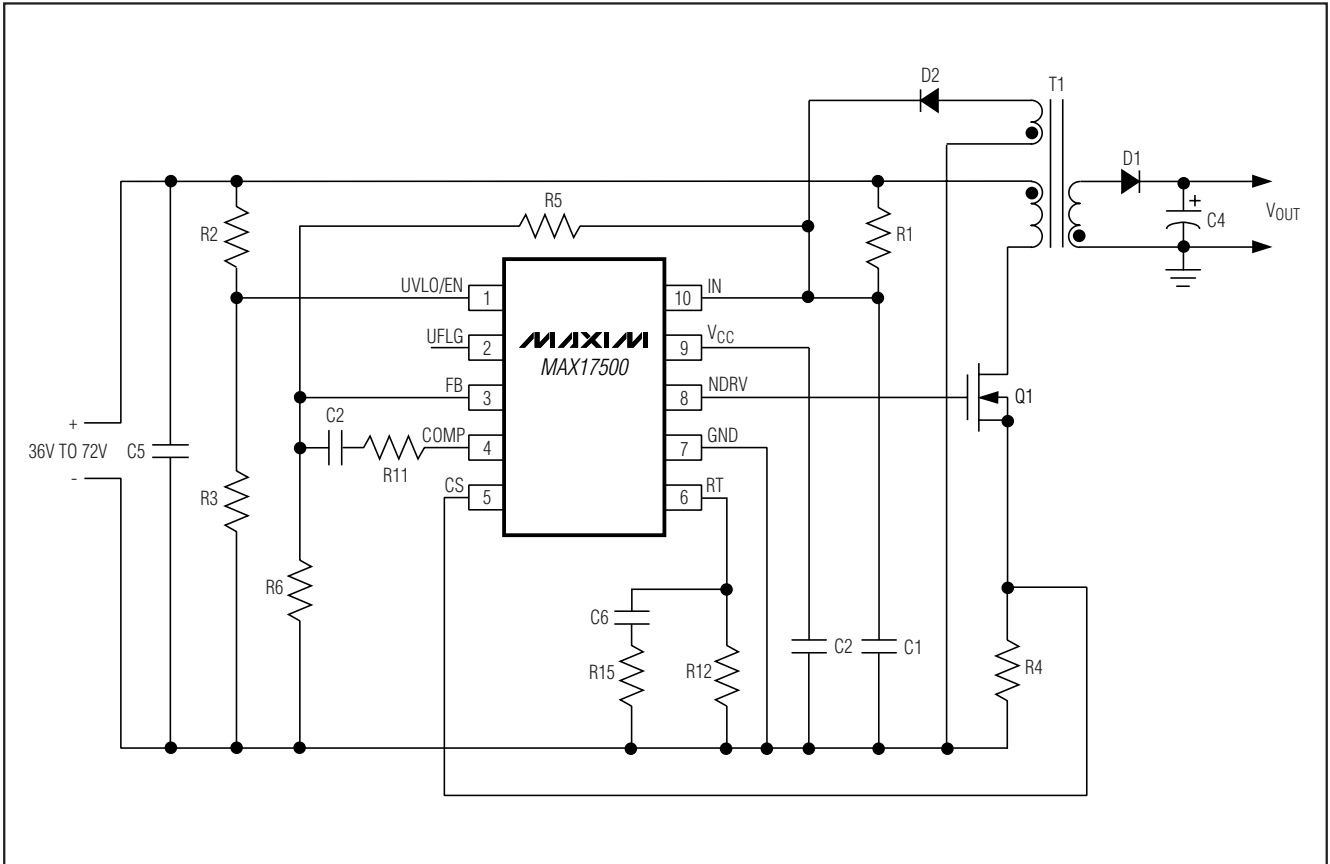 D2
T1
D1
+
C4
VOUT
R5
R2
R1
UVLO/EN
1
10
IN
UFLG
2
MAXIM
MAX17500
9
VCC
FB
3
8
NDRV
Q1
C2
R11
COMP
4
7
GND
+
36V TO 72V
-
C5
R3
CS
5
6
RT
R6
C6
R15
R12
C2
C1
R4